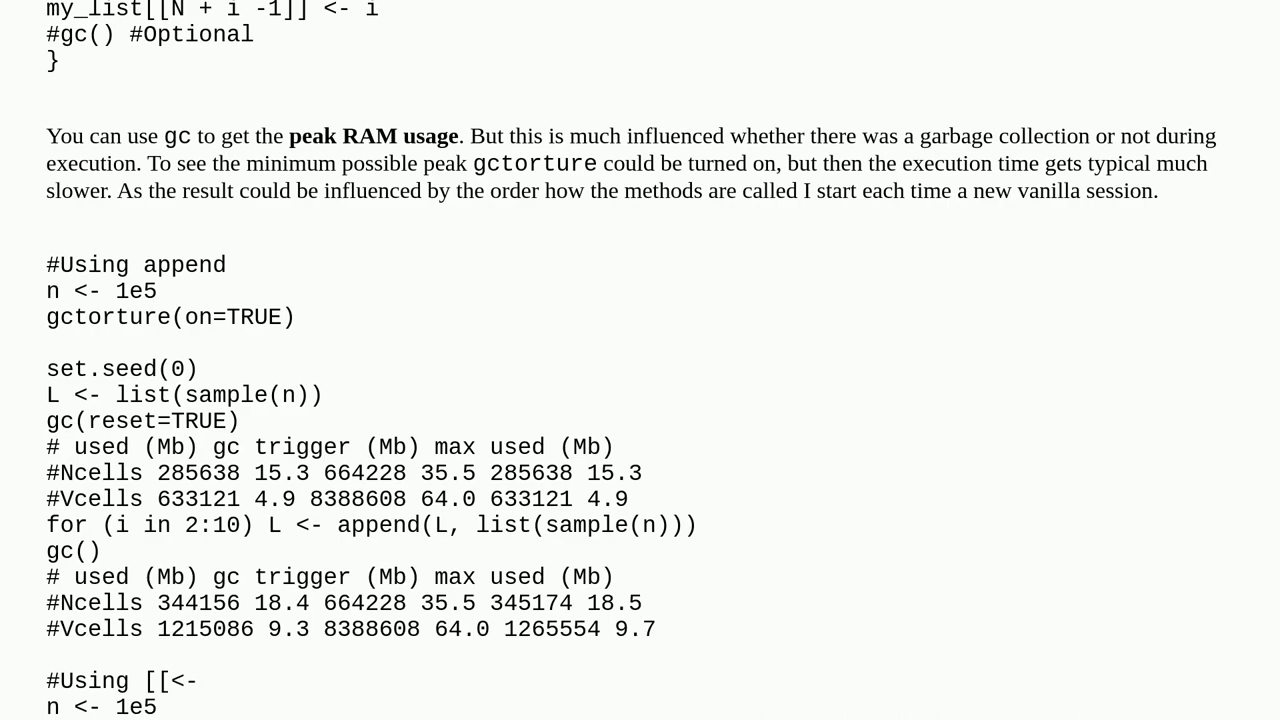 my_list[[N + i -1]] <- i
#gc() #Optional
}
You can use gc to get the peak RAM usage. But this is much influenced whether there was a garbage collection or not during
execution. To see the minimum possible peak gctorture could be turned on, but then the execution time gets typical much
slower. As the result could be influenced by the order how the methods are called I start each time a new vanilla session.
#Using append
n <- 1e5
gctorture(on=TRUE)
set.seed(0)
L <- list(sample(n))
gc(reset=TRUE)
# used (Mb) gc trigger (Mb) max used (Mb)
#Ncells 285638 15.3 664228 35.5 285638 15.3
#Vcells 633121 4.9 8388608 64.0 633121 4.9
for (i in 2:10) L <- append(L, list(sample(n)))
gc()
# used (Mb) gc trigger (Mb) max used (Mb)
#Ncells 344156 18.4 664228 35.5 345174 18.5
#Vcells 1215086 9.3 8388608 64.0 1265554 9.7
#Using [[<-
n <- 1e5